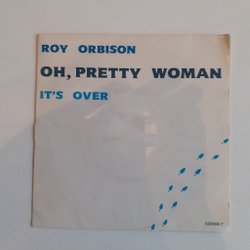 ROY ORBISON
OH, PRETTY WOMAN
IT'S OVER